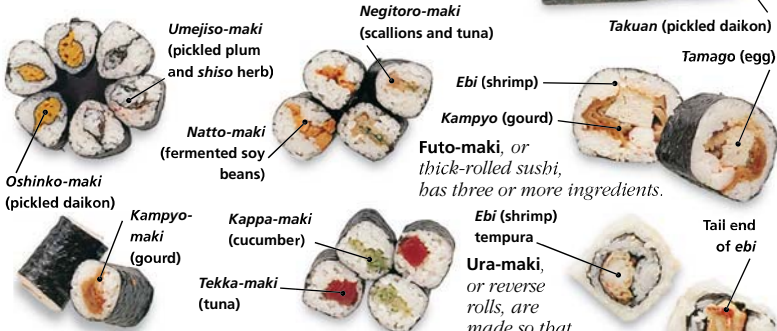 Umejiso-maki
(pickled plum
and shiso herb)
Negitoro-maki
(scallions and tuna)
Takuan (pickled daikon)
Tamago (egg)
Ebi (shrimp)
Kampyo (gourd)
Natto-maki
(fermented soy
beans)
Futo-maki, or
thick-rolled sushi,
has three or more ingredients.
Oshinko-maki
(pickled daikon)
Kampyo-
maki
(gourd)
Kappa-maki
(cucumber)
Tekka-maki
(tuna)
Ebi (shrimp)
tempura
Ura-maki,
or reverse
rolls, are
made so that
Tail end
of ebi